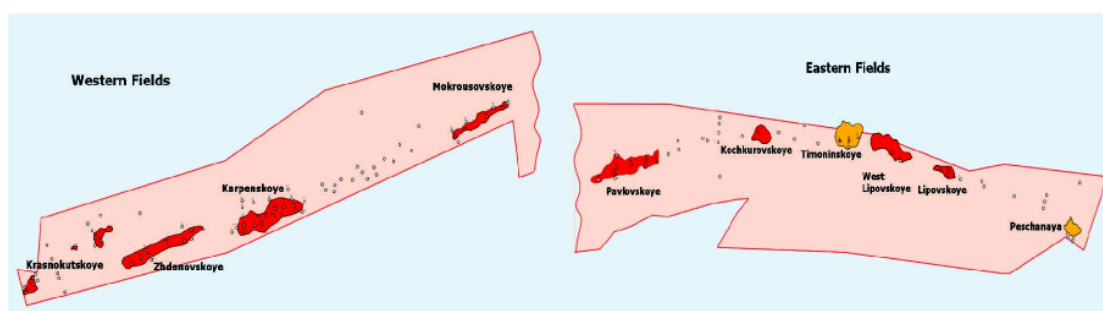 Western Fields
Mokrousovskoye
Karpenskoye
Krasnokutskoye
Zhdanovskoye
Eastern Fields
Kochkurovskoye
Timoninskoye
West
Lipovskoye
Lipovskoye
Pavlovskoye
Peschanaya